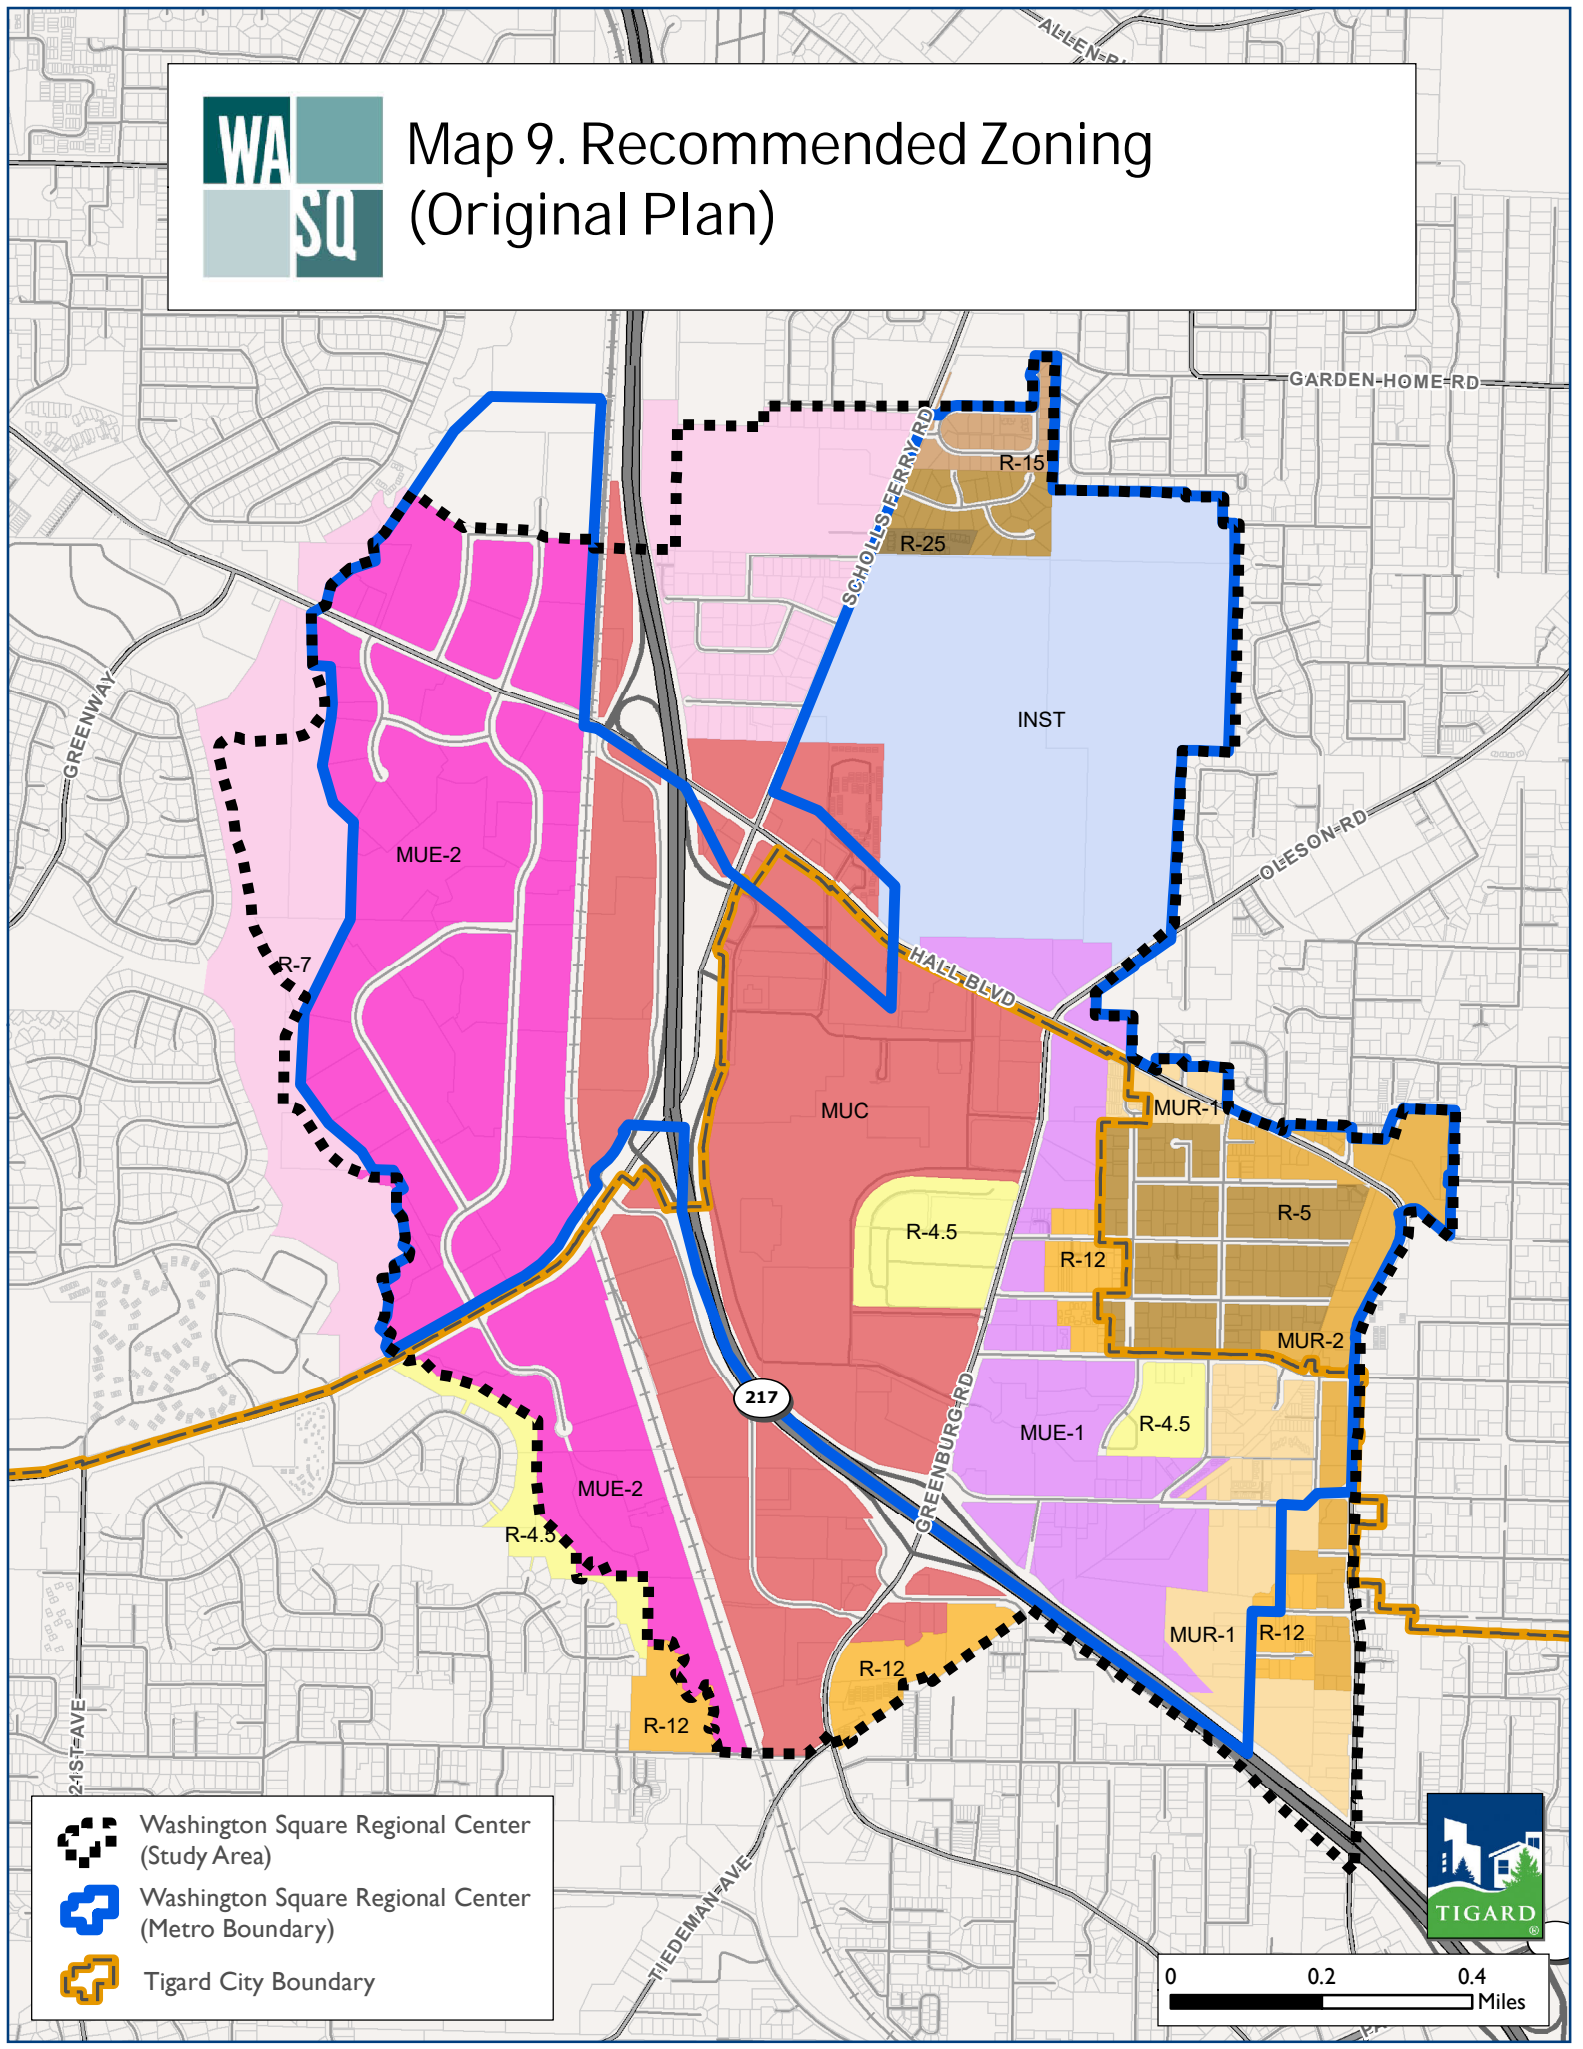 ALLEN
WA
SQ
Map 9. Recommended Zoning
(Original Plan)
GARDEN HOME RD
SCHOLLS FERRY RD
R-15
R-25
GREENWAY
INST
OLESON RD
MUE-2
R-7
HALL BLVD
MUC
MUR-1
R-5
R-4.5
R-12
MUR-2
217
GREENBURG RD
MUE-1
R-4.5
MUE-2
R-4.5
MUR-1
R-12
R-12
R-12
121ST AVE
TIEDEMAN AVE
Washington Square Regional Center
(Study Area)
Washington Square Regional Center
(Metro Boundary)
Tigard City Boundary
TIGARD
®
0 0.2 0.4
Miles